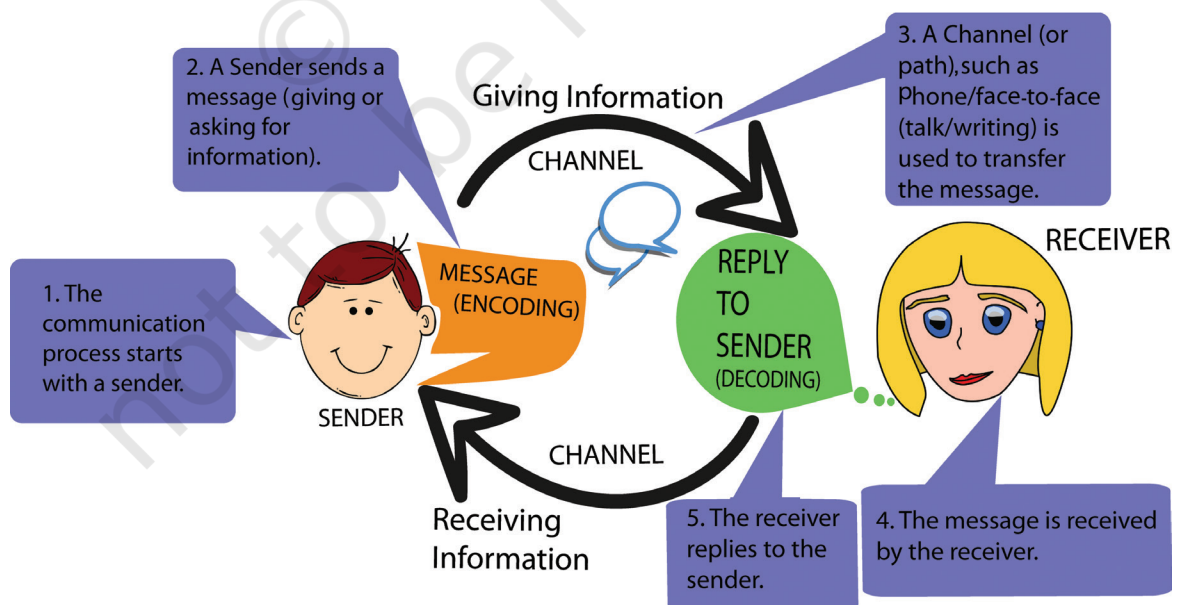 © not to be r
2. A Sender sends a
message (giving or
asking for
information).
Giving Information
CHANNEL
3. A Channel (or
path),such as
Phone/face-to-face
(talk/writing) is
used to transfer
the message.
RECEIVER
1. The
communication
process starts
with a sender.
SENDER
MESSAGE
(ENCODING)
REPLY
TO
SENDER
(DECODING)
CHANNEL
Receiving
Information
5. The receiver
replies to the
sender.
4. The message is received
by the receiver.